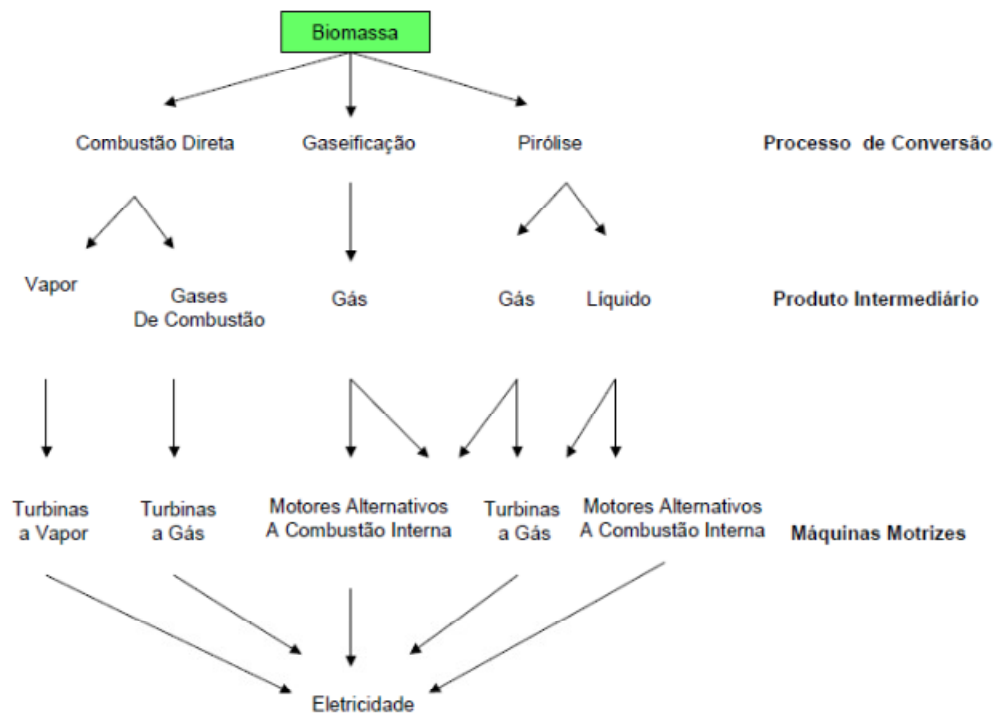 Biomassa
Combustão Direta
Gaseificação
Pirólise
Processo de Conversão
Vapor
Gases
De Combustão
Gás
Gás
Líquido
Produto Intermediário
Turbinas
a Vapor
Turbinas
a Gás
Motores Alternativos
A Combustão Interna
Turbinas
a Gás
Motores Alternativos
A Combustão Interna
Máquinas Motrizes
Eletricidade